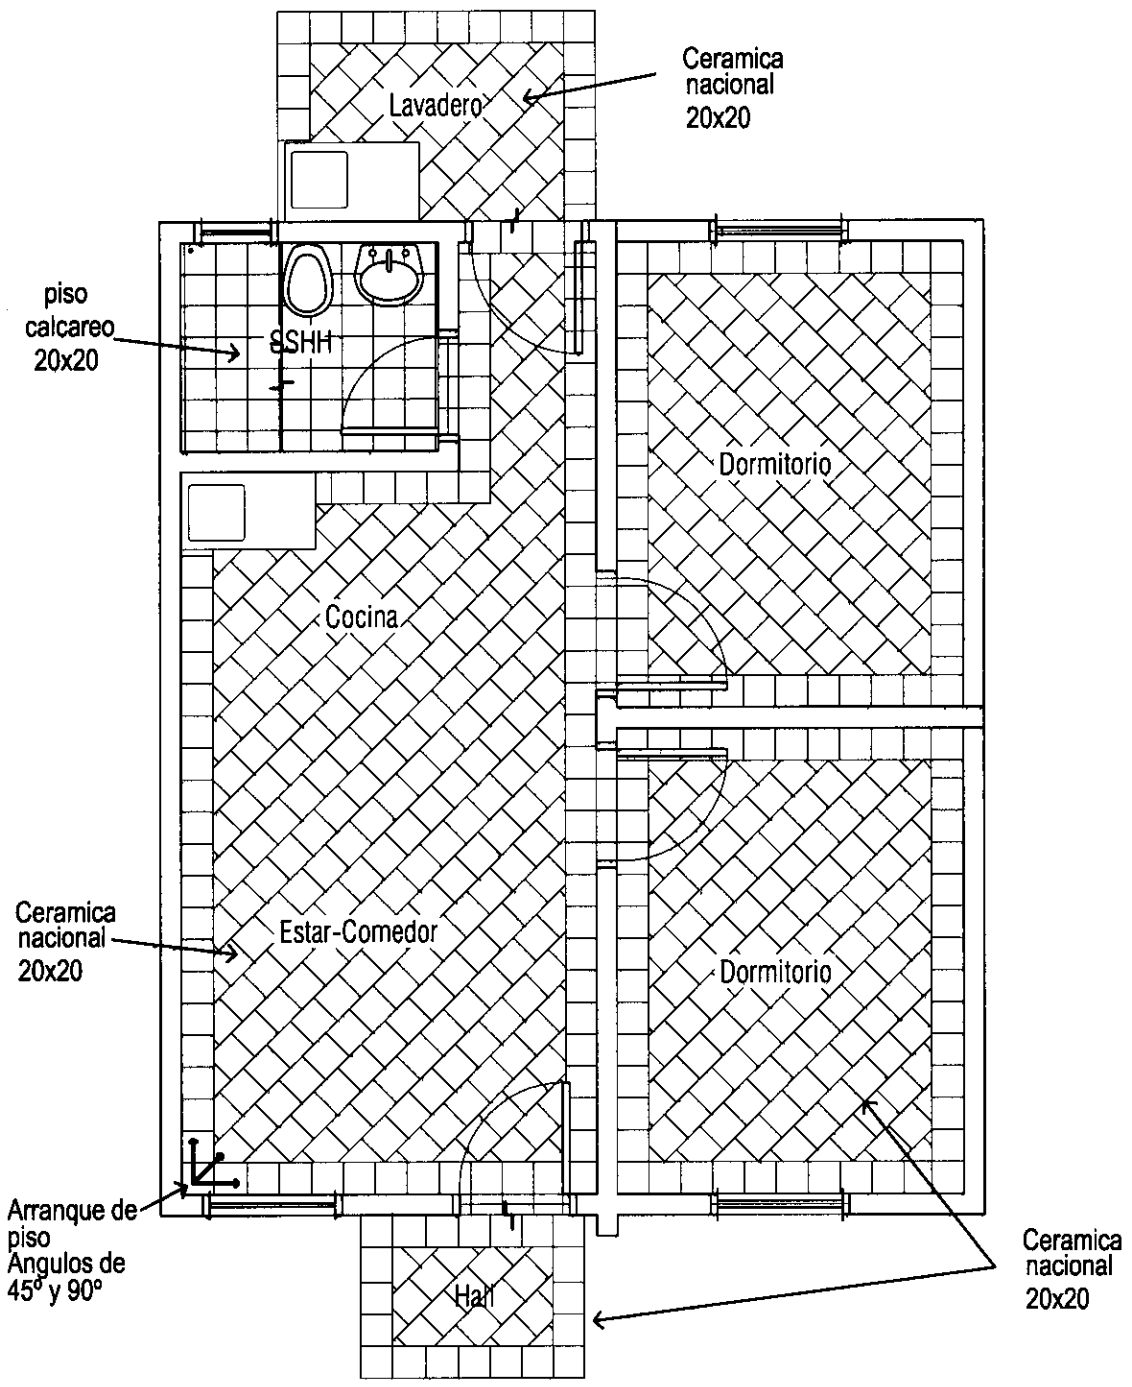 Ceramica
nacional
20x20
Lavadero
piso
calcareo
20x20
SSHH
Dormitorio
Cocina
Ceramica
nacional
20x20
Estar-Comedor
Dormitorio
Arranque de
piso
Angulos de
45º y 90º
Hall
Ceramica
nacional
20x20